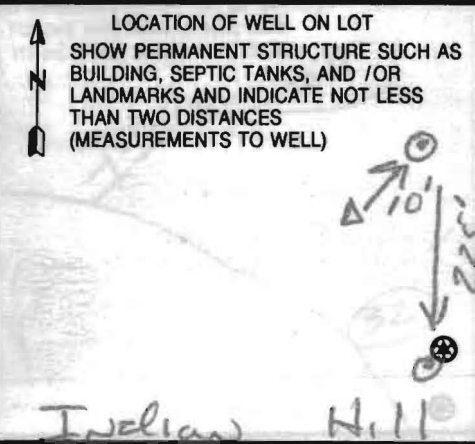 LOCATION OF WELL ON LOT
SHOW PERMANENT STRUCTURE SUCH AS
BUILDING, SEPTIC TANKS, AND / OR
LANDMARKS AND INDICATE NOT LESS
THAN TWO DISTANCES
(MEASUREMENTS TO WELL)
N
10'
Indian Hill